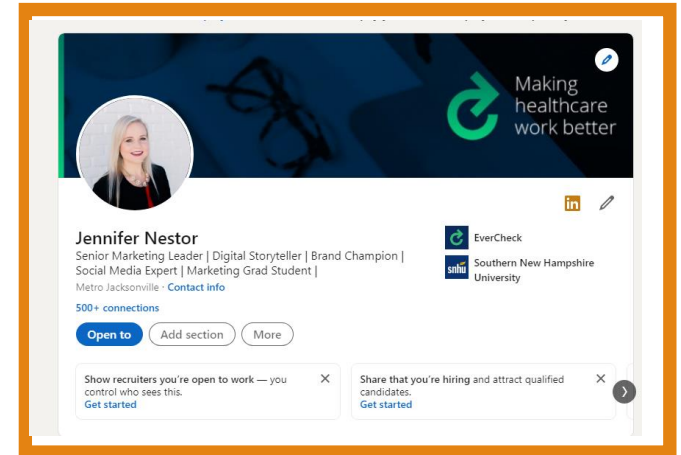 Making
healthcare
work better
in
Jennifer Nestor
Senior Marketing Leader | Digital Storyteller | Brand Champion |
Social Media Expert | Marketing Grad Student |
Metro Jacksonville · Contact info
500+ connections
EverCheck
snhu
Southern New Hampshire
University
Open to
Add section
More
Show recruiters you're open to work — you
control who sees this.
Get started
Share that you're hiring and attract qualified
candidates.
Get started